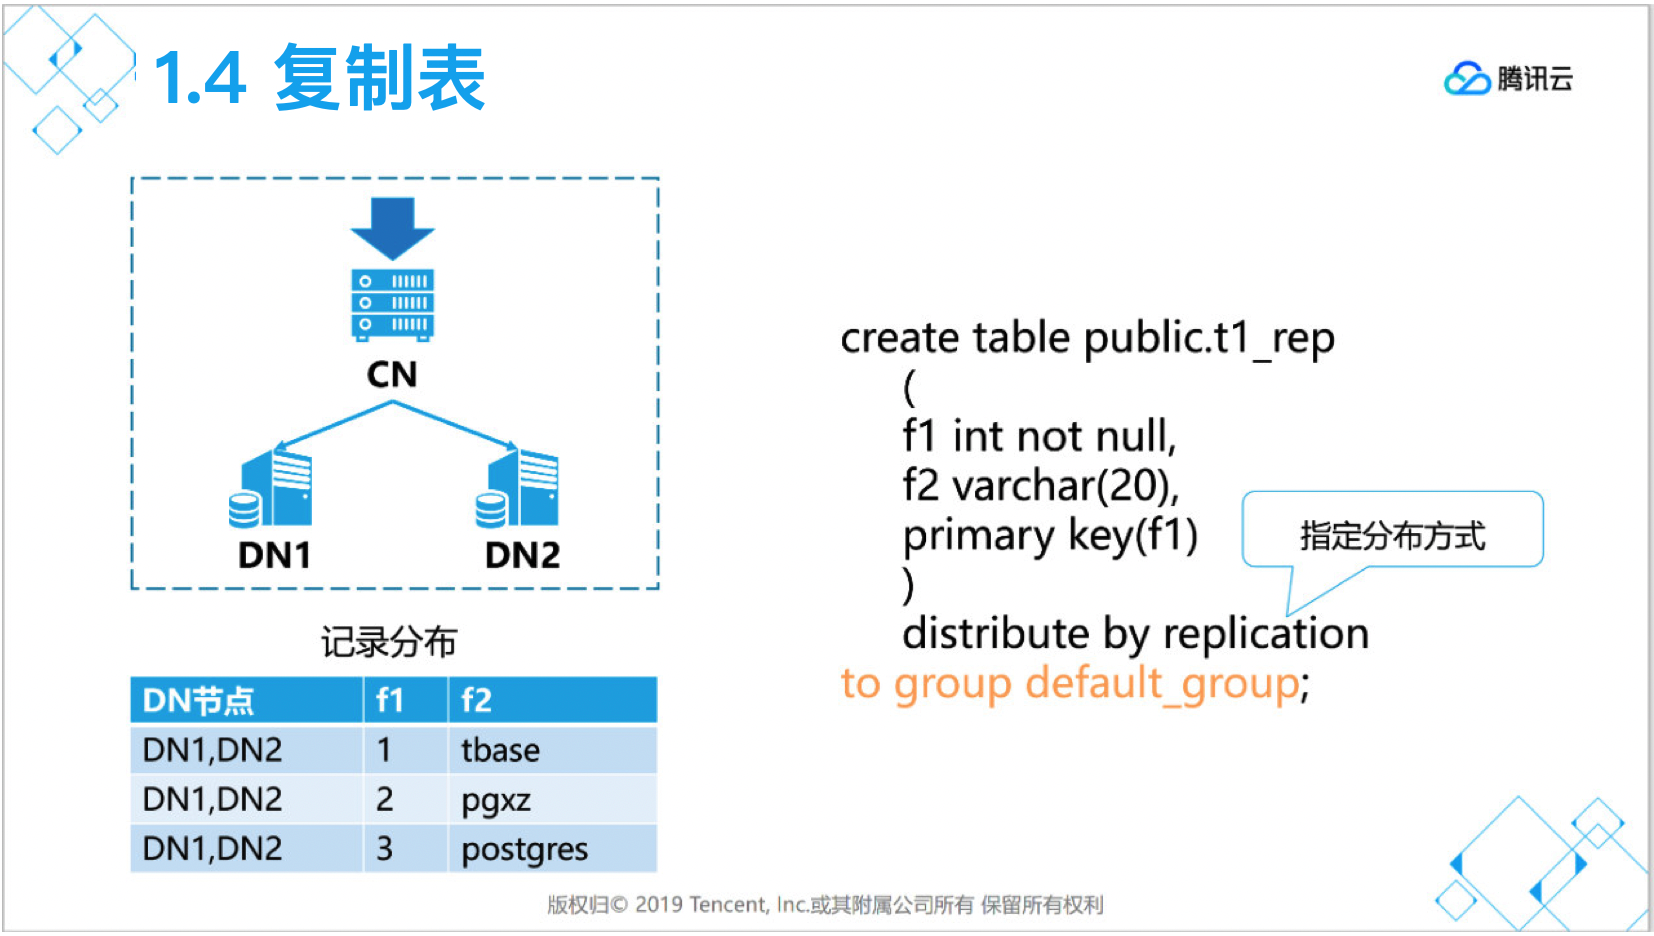 1.4 复制表
腾讯云
CN
DN1 DN2
记录分布
DN节点 f1 f2
DN1,DN2 1 tbase
DN1,DN2 2 pgxz
DN1,DN2 3 postgres
create table public.t1_rep
(
f1 int not null,
f2 varchar(20),
primary key(f1)
)
distribute by replication
to group default_group;
指定分布方式
版权归© 2019 Tencent, Inc.或其附属公司所有 保留所有权利